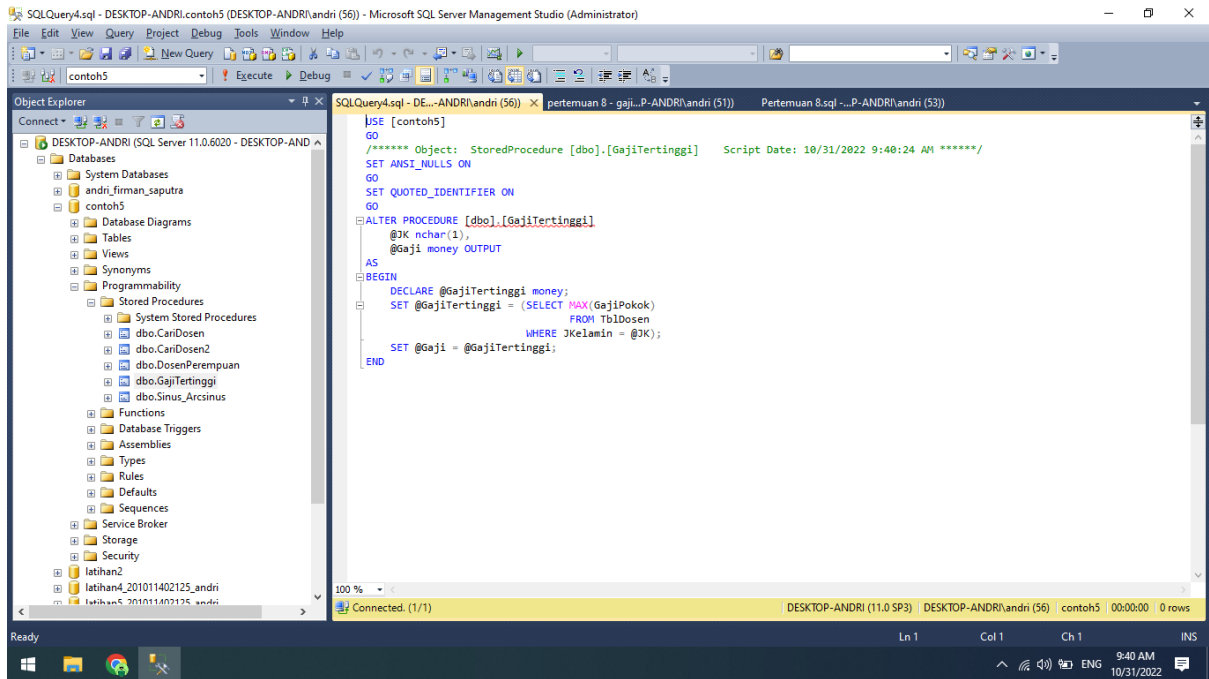 SQLQuery4.sql - DESKTOP-ANDRI.contoh5 (DESKTOP-ANDRI\andri (56)) - Microsoft SQL Server Management Studio (Administrator)
File Edit View Query Project Debug Tools Window Help
New Query
contoh5 Execute Debug
Object Explorer
Connect
DESKTOP-ANDRI (SQL Server 11.0.6020 - DESKTOP-AND
Databases
System Databases
andri_firman_saputra
contoh5
Database Diagrams
Tables
Views
Synonyms
Programmability
Stored Procedures
System Stored Procedures
dbo.CariDosen
dbo.CariDosen2
dbo.DosenPerempuan
dbo.GajiTertinggi
dbo.Sinus_Arcsinus
Functions
Database Triggers
Assemblies
Types
Rules
Defaults
Sequences
Service Broker
Storage
Security
latihan2
latihan4_201011402125_andri
latihan5_201011402125_andri
SQLQuery4.sql - DE...-ANDRI\andri (56)) pertemuan 8 - gaji...P-ANDRI\andri (51)) Pertemuan 8.sql -...P-ANDRI\andri (53))
USE [contoh5]
GO
/****** Object: StoredProcedure [dbo].[GajiTertinggi] Script Date: 10/31/2022 9:40:24 AM ******/
SET ANSI_NULLS ON
GO
SET QUOTED_IDENTIFIER ON
GO
ALTER PROCEDURE [dbo].[GajiTertinggi]
@JK nchar(1),
@Gaji money OUTPUT
AS
BEGIN
DECLARE @GajiTertinggi money;
SET @GajiTertinggi = (SELECT MAX(GajiPokok)
FROM TblDosen
WHERE JKelamin = @JK);
SET @Gaji = @GajiTertinggi;
END
100 %
Connected. (1/1) DESKTOP-ANDRI (11.0 SP3) DESKTOP-ANDRI\andri (56) contoh5 00:00:00 0 rows
Ready Ln 1 Col 1 Ch 1 INS
ENG 9:40 AM
10/31/2022